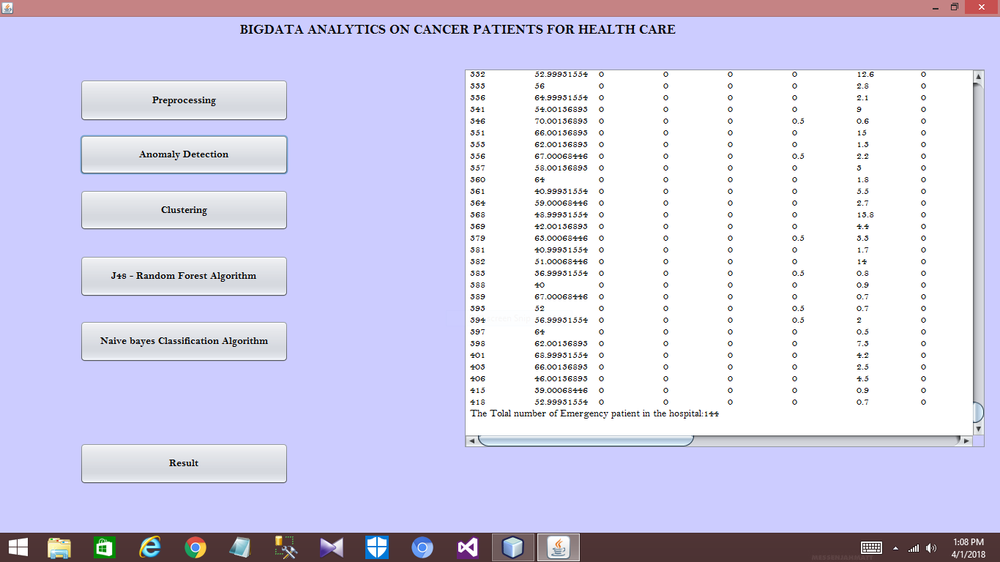 BIGDATA ANALYTICS ON CANCER PATIENTS FOR HEALTH CARE
Preprocessing
Anomaly Detection
Clustering
J48 - Random Forest Algorithm
Naive bayes Classification Algorithm
Result
332 52.99931554 0 0 0 0 12.6 0
333 56 0 0 0 0 2.8 0
336 64.99931554 0 0 0 0 2.1 0
341 54.00136893 0 0 0 0 9 0
346 70.00136893 0 0 0 0.5 0.6 0
351 66.00136893 0 0 0 0 15 0
353 62.00136893 0 0 0 0 1.3 0
356 67.00068446 0 0 0 0.5 2.2 0
357 58.00136893 0 0 0 0 3 0
360 64 0 0 0 0 1.8 0
361 40.99931554 0 0 0 0 5.5 0
364 59.00068446 0 0 0 0 2.7 0
368 48.99931554 0 0 0 0 13.8 0
369 42.00136893 0 0 0 0 4.4 0
379 63.00068446 0 0 0 0.5 3.3 0
381 40.99931554 0 0 0 0 1.7 0
382 51.00068446 0 0 0 0 14 0
383 56.99931554 0 0 0 0.5 0.8 0
388 40 0 0 0 0 0.9 0
389 67.00068446 0 0 0 0 0.7 0
393 52 0 0 0 0.5 0.7 0
394 56.99931554 0 0 0 0.5 2 0
397 64 0 0 0 0 0.5 0
398 62.00136893 0 0 0 0 7.3 0
401 68.99931554 0 0 0 0 4.2 0
403 66.00136893 0 0 0 0 2.5 0
406 46.00136893 0 0 0 0 4.5 0
415 39.00068446 0 0 0 0 0.9 0
418 52.99931554 0 0 0 0 0.7 0
The Tolal number of Emergency patient in the hospital:144
1:08 PM
4/1/2018